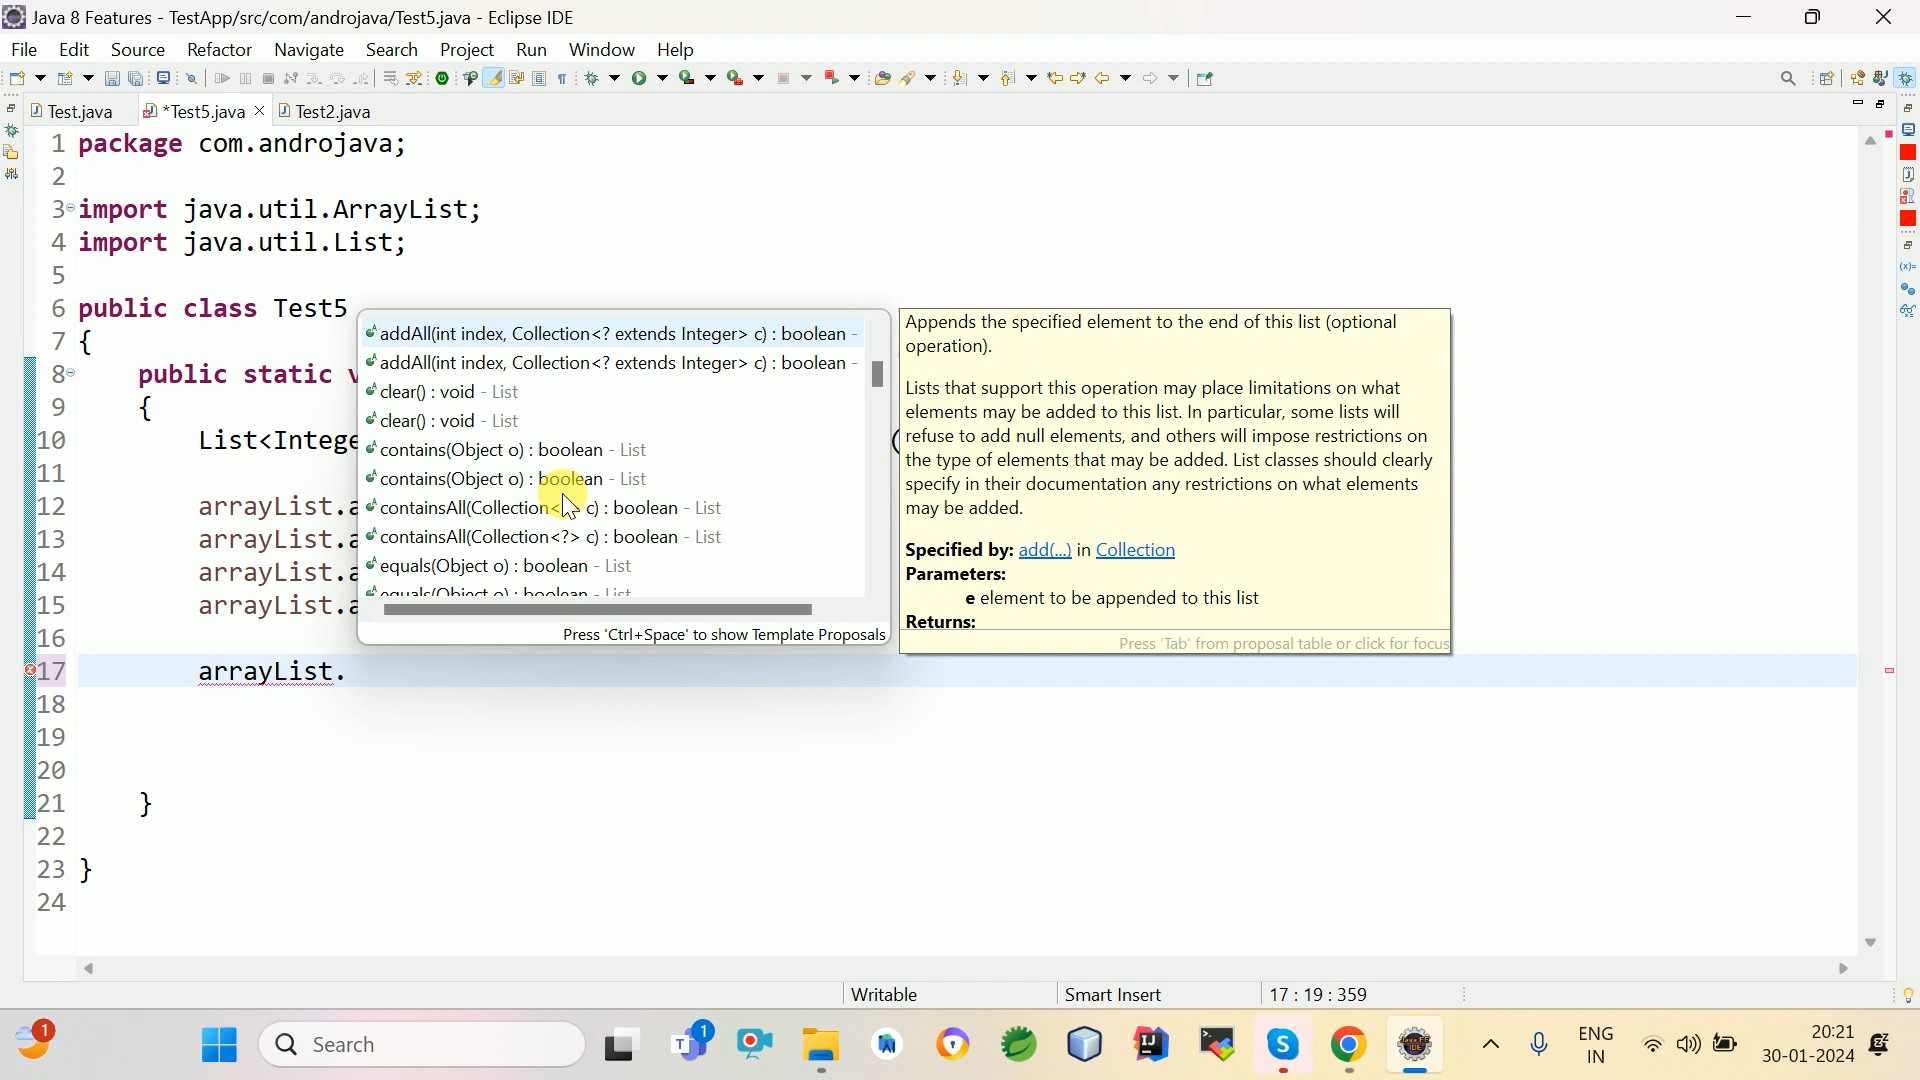 Java 8 Features - TestApp/src/com/androjava/Test5.java - Eclipse IDE
File Edit Source Refactor Navigate Search Project Run Window Help
Test.java *Test5.java Test2.java
1 package com.androjava;
2
3 import java.util.ArrayList;
4 import java.util.List;
5
6 public class Test5
7 {
8 public static v
9 {
10 List<Intege (
11
12 arrayList.a
13 arrayList.a
14 arrayList.a
15 arrayList.a
16
17 arrayList.
18
19
20
21 }
22
23 }
24
addAll(int index, Collection<? extends Integer> c) : boolean -
addAll(int index, Collection<? extends Integer> c) : boolean -
clear() : void - List
clear() : void - List
contains(Object o) : boolean - List
contains(Object o) : boolean - List
containsAll(Collection< c) : boolean - List
containsAll(Collection<?> c) : boolean - List
equals(Object o) : boolean - List
equals(Object o) : boolean - List
Press 'Ctrl+Space' to show Template Proposals
Appends the specified element to the end of this list (optional
operation).
Lists that support this operation may place limitations on what
elements may be added to this list. In particular, some lists will
refuse to add null elements, and others will impose restrictions on
the type of elements that may be added. List classes should clearly
specify in their documentation any restrictions on what elements
may be added.
Specified by: add(...) in Collection
Parameters:
e element to be appended to this list
Returns:
Press 'Tab' from proposal table or click for focus
Writable Smart Insert 17 : 19 : 359
1 Search 1 ENG
IN
20:21
30-01-2024